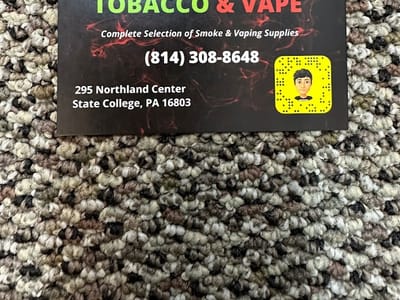 TOBACCO & VAPE
Complete Selection of Smoke & Vaping Supplies
(814) 308-8648
295 Northland Center
State College, PA 16803